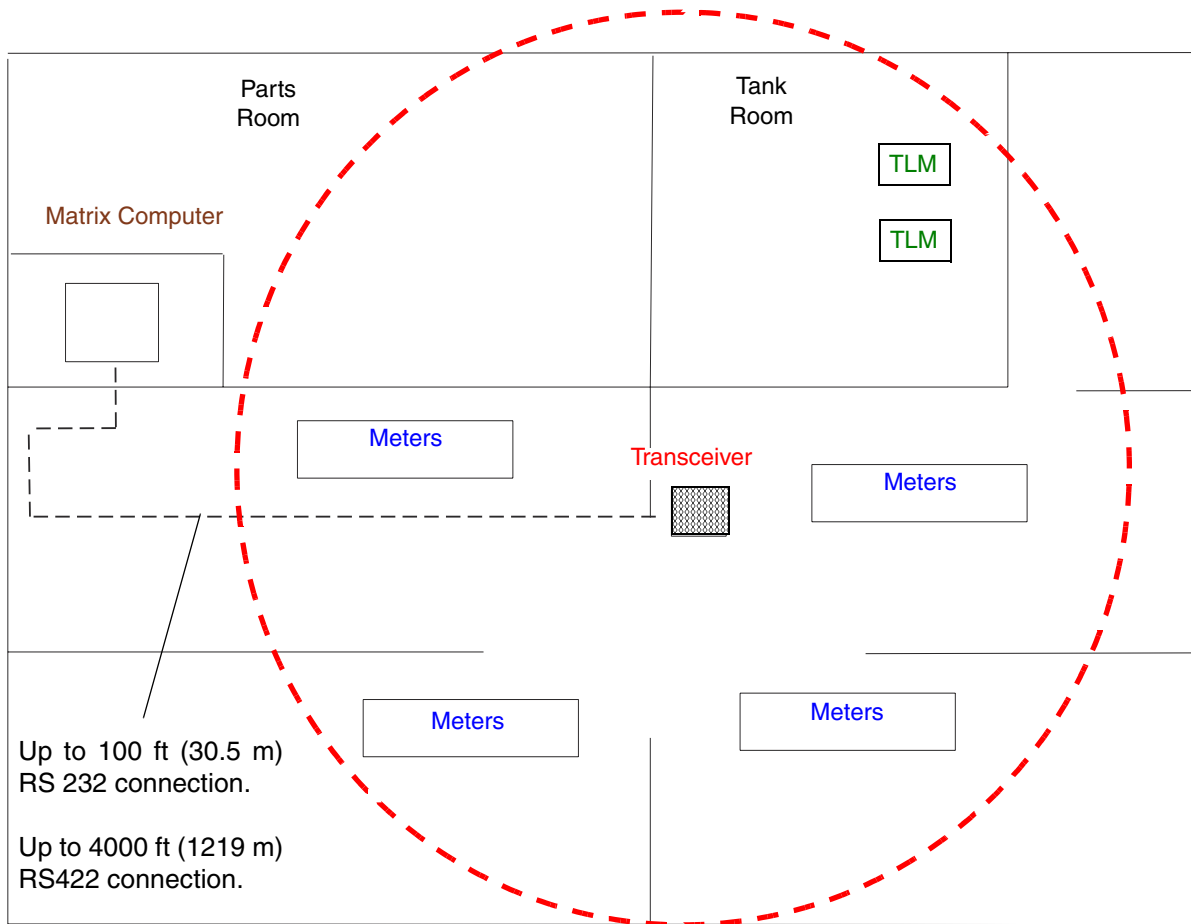 Parts
Room
Tank
Room
TLM
Matrix Computer
TLM
Meters
Transceiver
Meters
Meters
Meters
Up to 100 ft (30.5 m)
RS 232 connection.
Up to 4000 ft (1219 m)
RS422 connection.